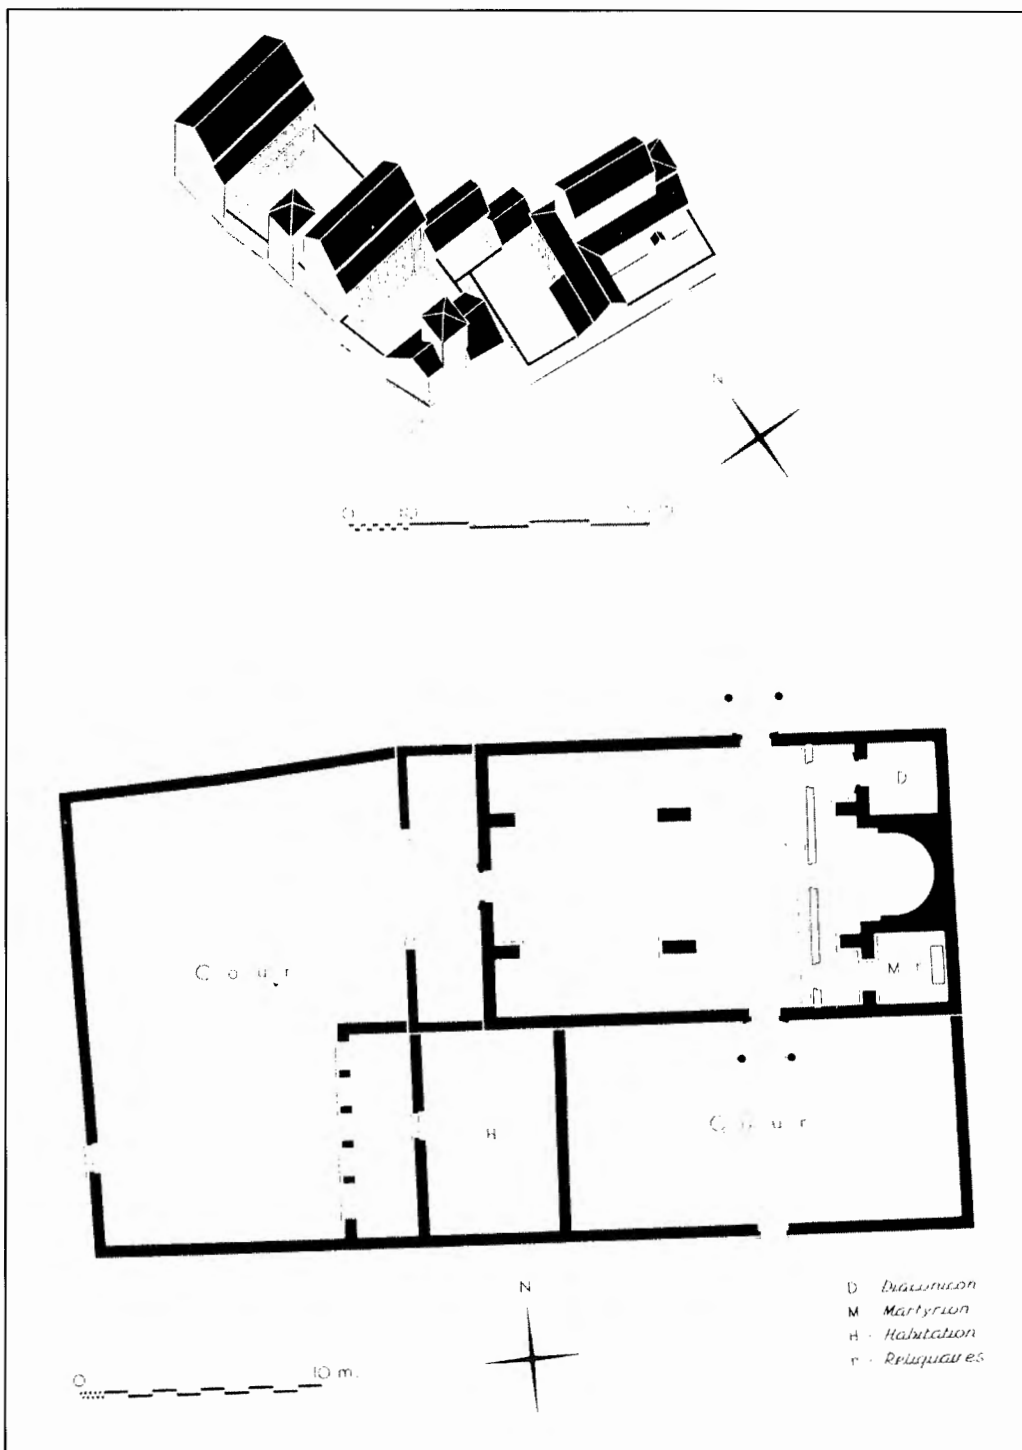 N
0 10
D
M r
Cour
H
Cour
N
D Diaconicon
M Martyrion
H - Habitation
r - Reliquaires
0 10 m.